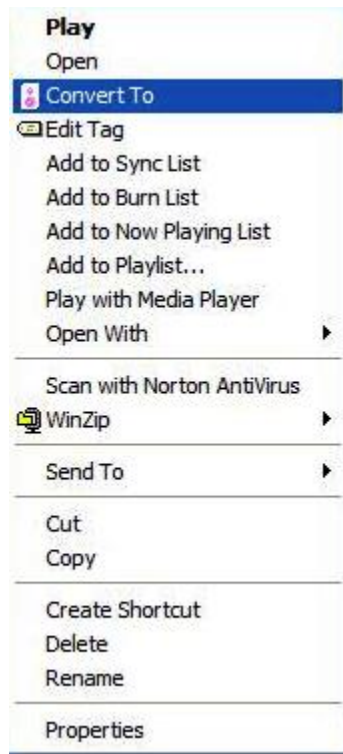 Play
Open
Convert To
Edit Tag
Add to Sync List
Add to Burn List
Add to Now Playing List
Add to Playlist...
Play with Media Player
Open With
Scan with Norton AntiVirus
WinZip
Send To
Cut
Copy
Create Shortcut
Delete
Rename
Properties